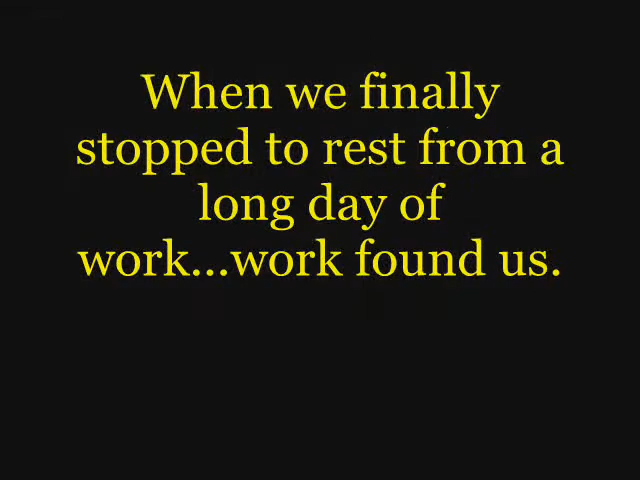 When we finally
stopped to rest from a
long day of
work...work found us.